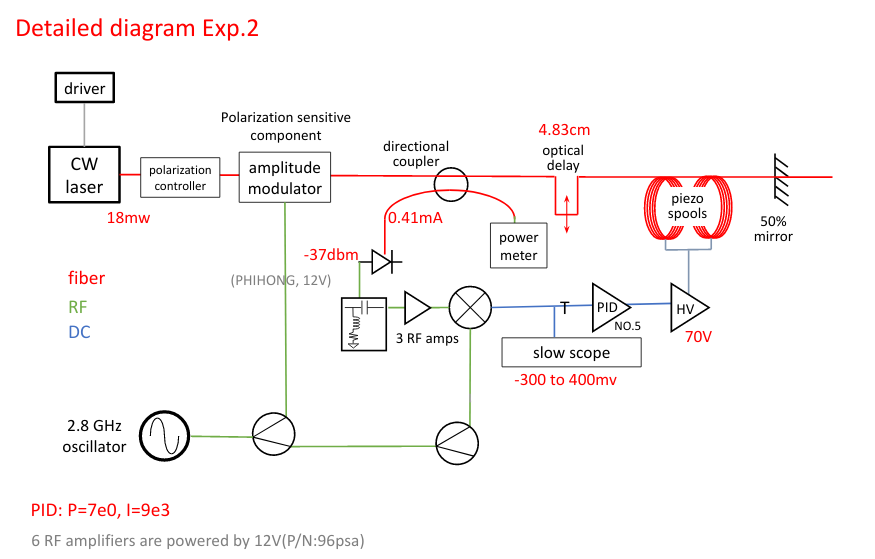 Detailed diagram Exp.2
driver
Polarization sensitive
component
CW
laser
polarization
controller
amplitude
modulator
directional
coupler
4.83cm
optical
delay
piezo
spools
50%
mirror
18mw
0.41mA
power
meter
-37dbm
(PHIHONG, 12V)
fiber
RF
DC
3 RF amps
T
PID
NO.5
HV
70V
slow scope
-300 to 400mv
2.8 GHz
oscillator
PID: P=7e0, I=9e3
6 RF amplifiers are powered by 12V(P/N:96psa)